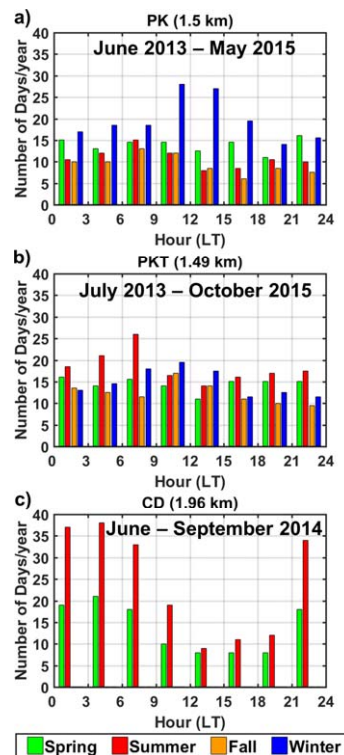 a)
PK (1.5 km)
June 2013 – May 2015
Number of Days/year
40
35
30
25
20
15
10
5
0
0 3 6 9 12 15 18 21 24
Hour (LT)
b)
PKT (1.49 km)
July 2013 – October 2015
Number of Days/year
40
35
30
25
20
15
10
5
0
0 3 6 9 12 15 18 21 24
Hour (LT)
c)
CD (1.96 km)
June – September 2014
Number of Days/year
40
35
30
25
20
15
10
5
0
0 3 6 9 12 15 18 21 24
Hour (LT)
Spring Summer Fall Winter